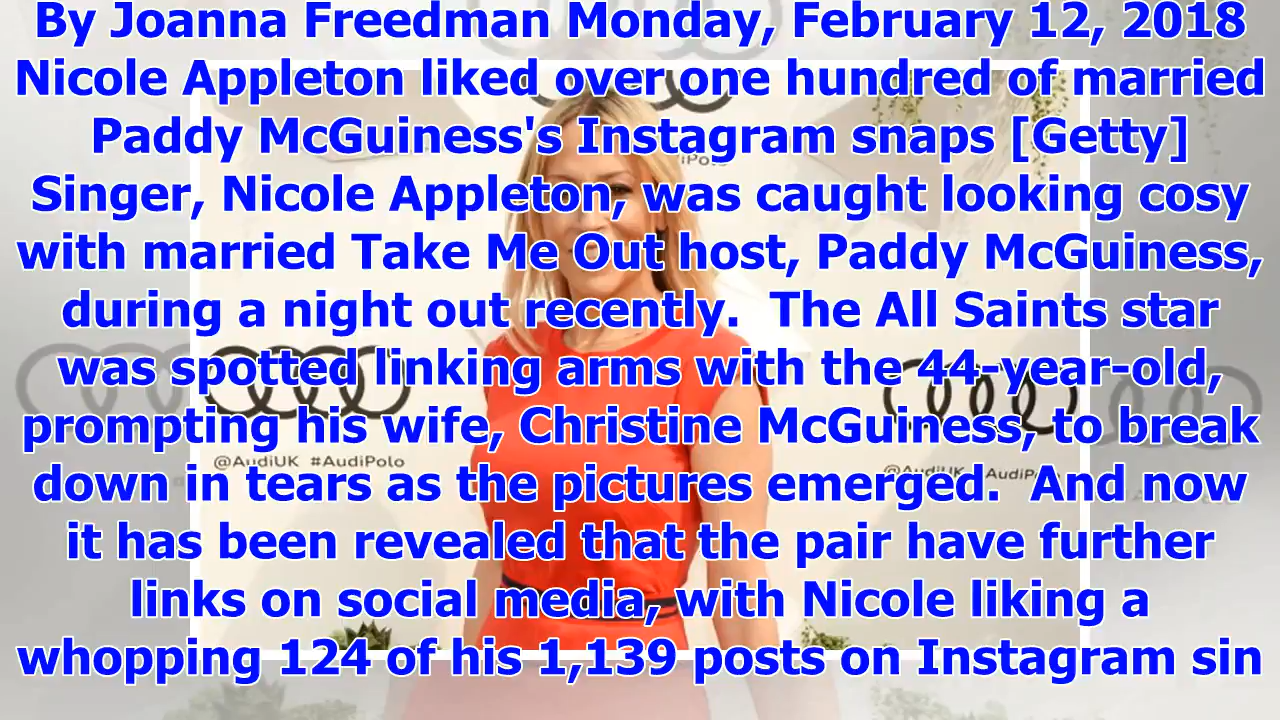 By Joanna Freedman Monday, February 12, 2018
Nicole Appleton liked over one hundred of married
Paddy McGuiness's Instagram snaps [Getty]
Singer, Nicole Appleton, was caught looking cosy
with married Take Me Out host, Paddy McGuiness,
during a night out recently.  The All Saints star
was spotted linking arms with the 44-year-old,
prompting his wife, Christine McGuiness, to break
down in tears as the pictures emerged.  And now
it has been revealed that the pair have further
links on social media, with Nicole liking a
whopping 124 of his 1,139 posts on Instagram sin
@AudiUK #AudiPolo
@AudiUK